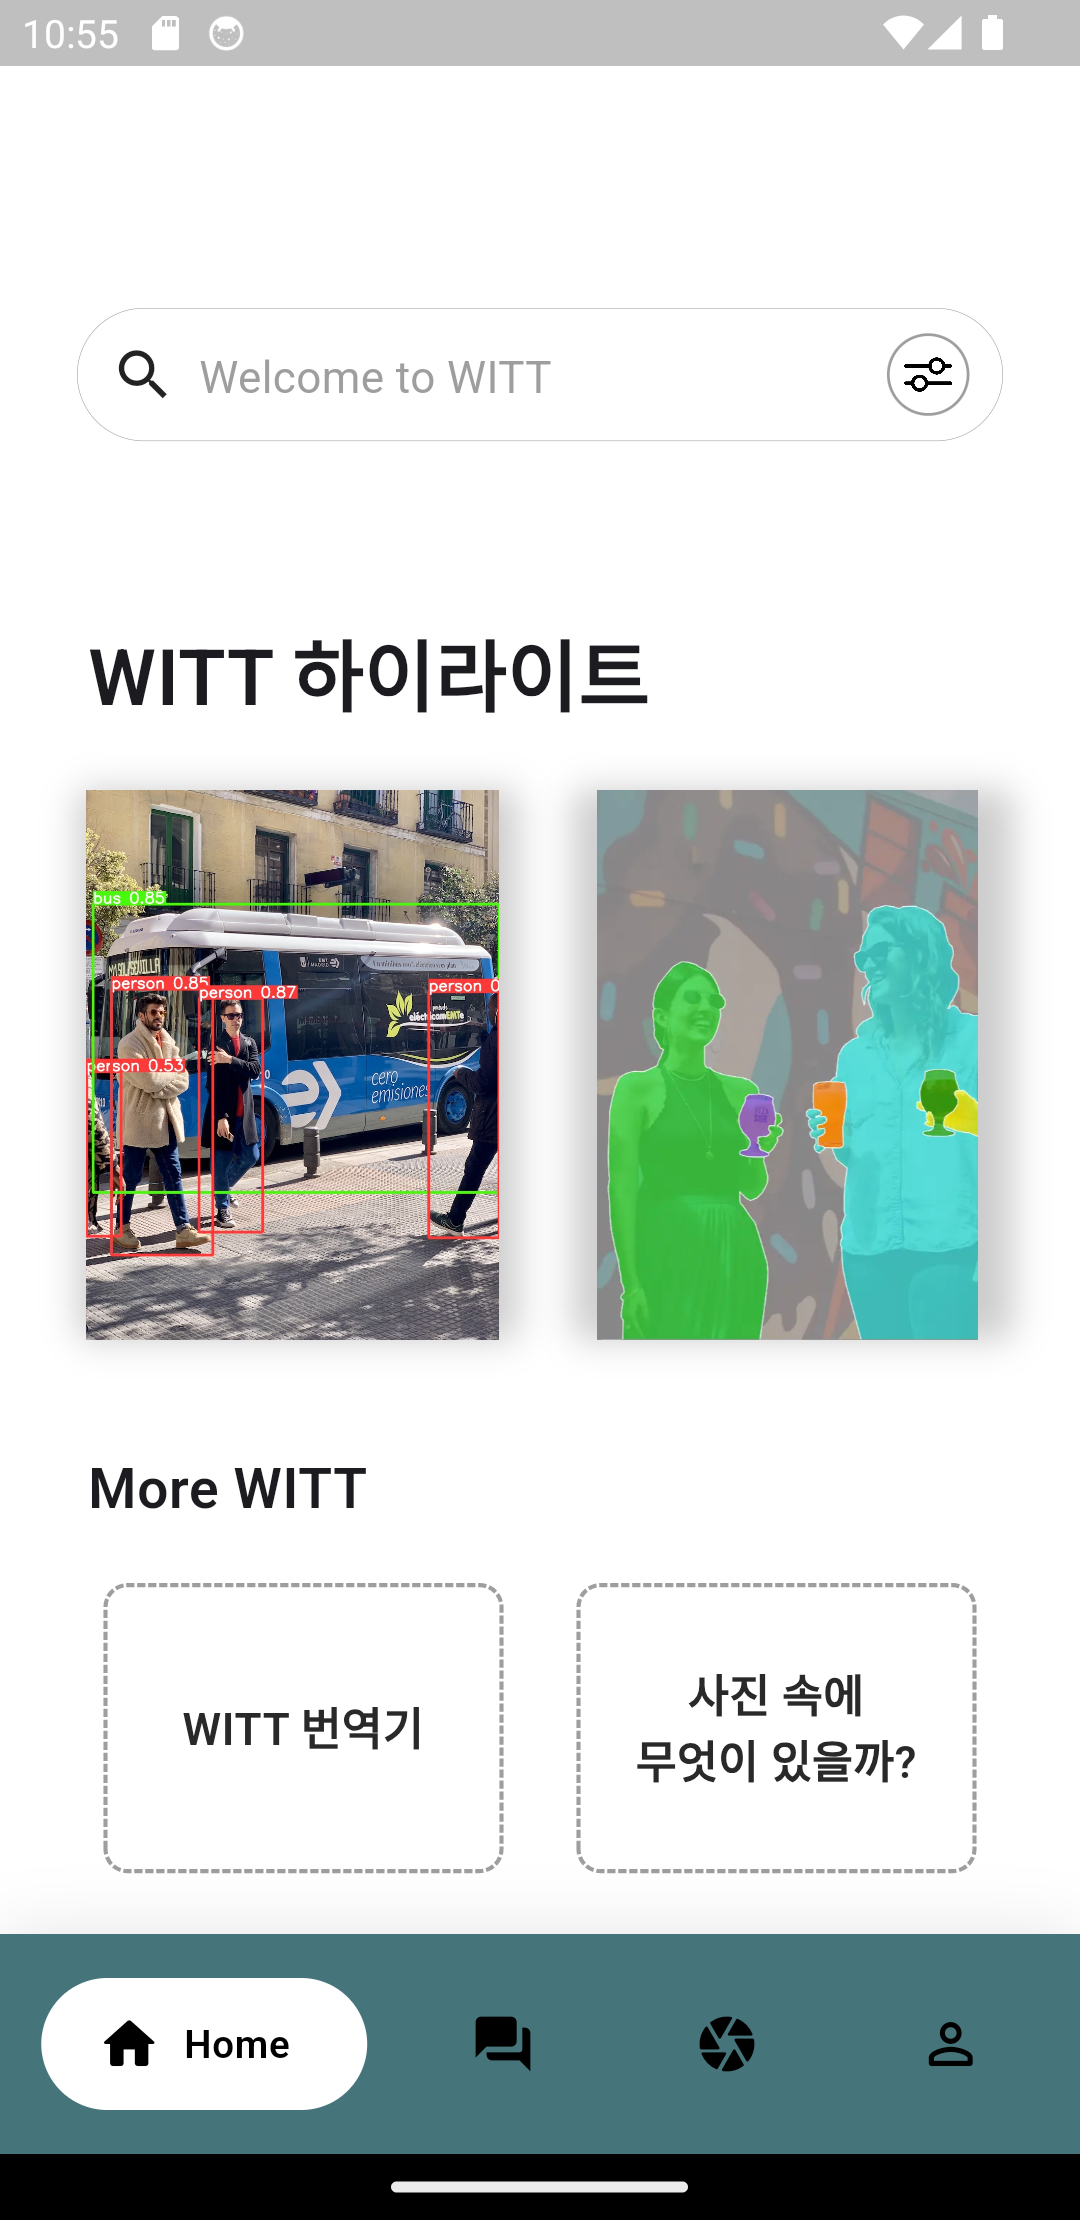 10:55
Welcome to WITT
WITT 하이라이트
bus 0.85
person 0.85
person 0.87
person 0
person 0.53
eléctricamEMTe
cero
emisiones
More WITT
WITT 번역기
사진 속에
무엇이 있을까?
Home